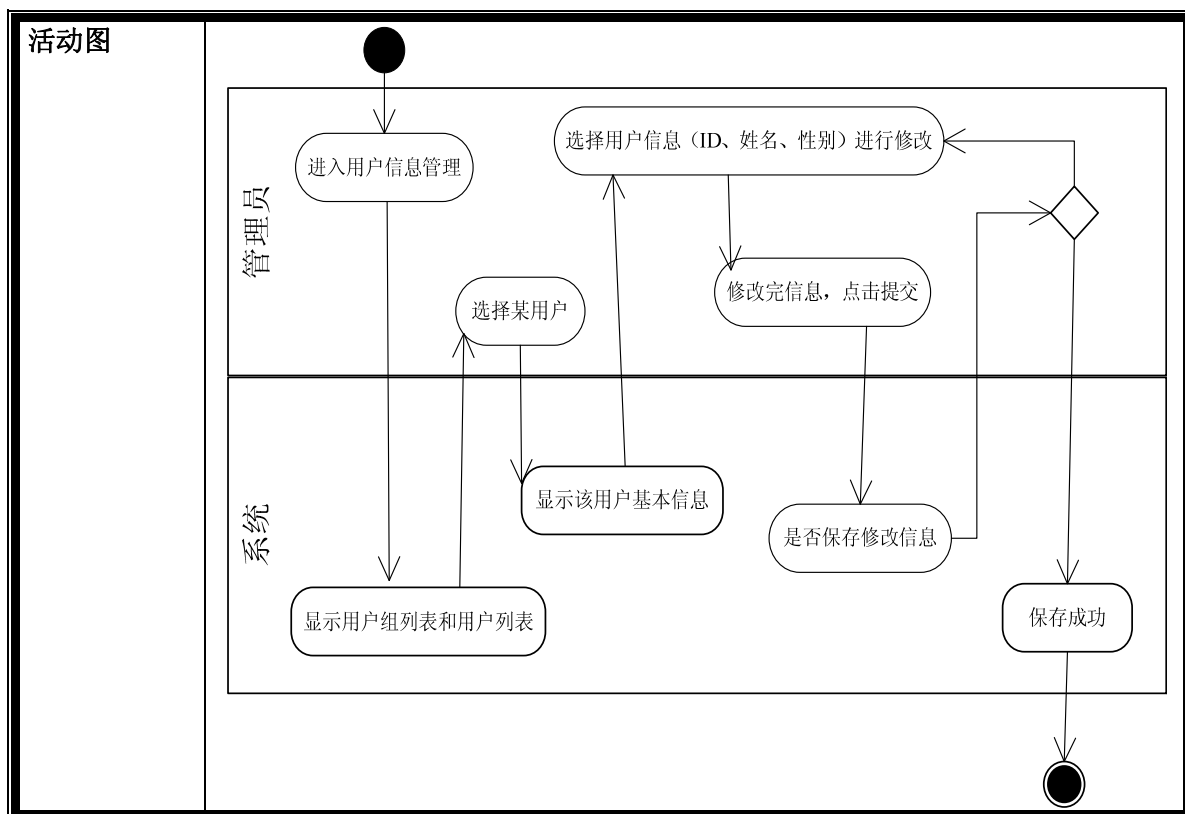 活动图
管理员
进入用户信息管理
选择用户信息（ID、姓名、性别）进行修改
选择某用户
修改完信息，点击提交
系统
显示该用户基本信息
是否保存修改信息
显示用户组列表和用户列表
保存成功